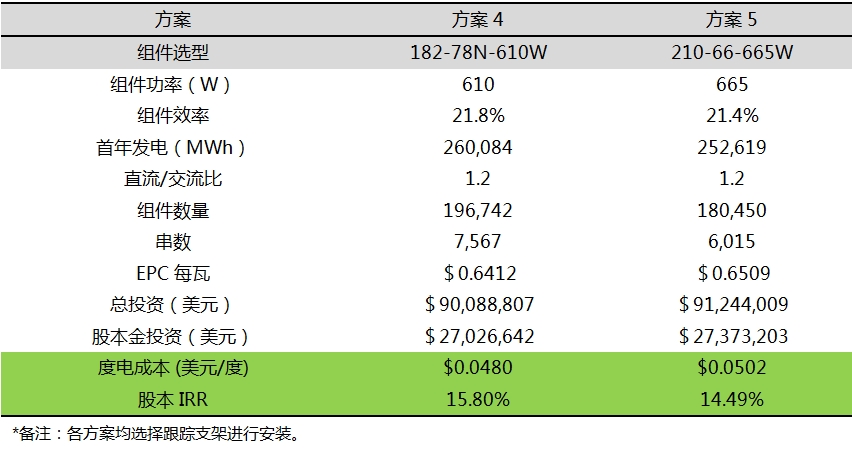 方案 方案 4 方案 5
组件选型 182-78N-610W 210-66-665W
组件功率（W） 610 665
组件效率 21.8% 21.4%
首年发电（MWh） 260,084 252,619
直流/交流比 1.2 1.2
组件数量 196,742 180,450
串数 7,567 6,015
EPC 每瓦 ＄0.6412 ＄0.6509
总投资（美元） ＄90,088,807 ＄91,244,009
股本金投资（美元） ＄27,026,642 ＄27,373,203
度电成本 (美元/度) $0.0480 $0.0502
股本 IRR 15.80% 14.49%
*备注：各方案均选择跟踪支架进行安装。